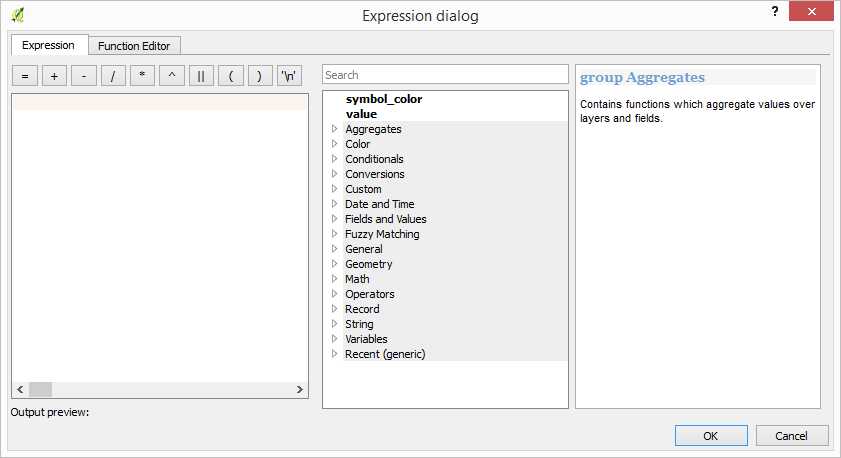 Expression dialog
?
Expression
Function Editor
= + - / * ^ || ( ) '\n'
Search
symbol_color
value
Aggregates
Color
Conditionals
Conversions
Custom
Date and Time
Fields and Values
Fuzzy Matching
General
Geometry
Math
Operators
Record
String
Variables
Recent (generic)
group Aggregates
Contains functions which aggregate values over
layers and fields.
Output preview:
OK
Cancel